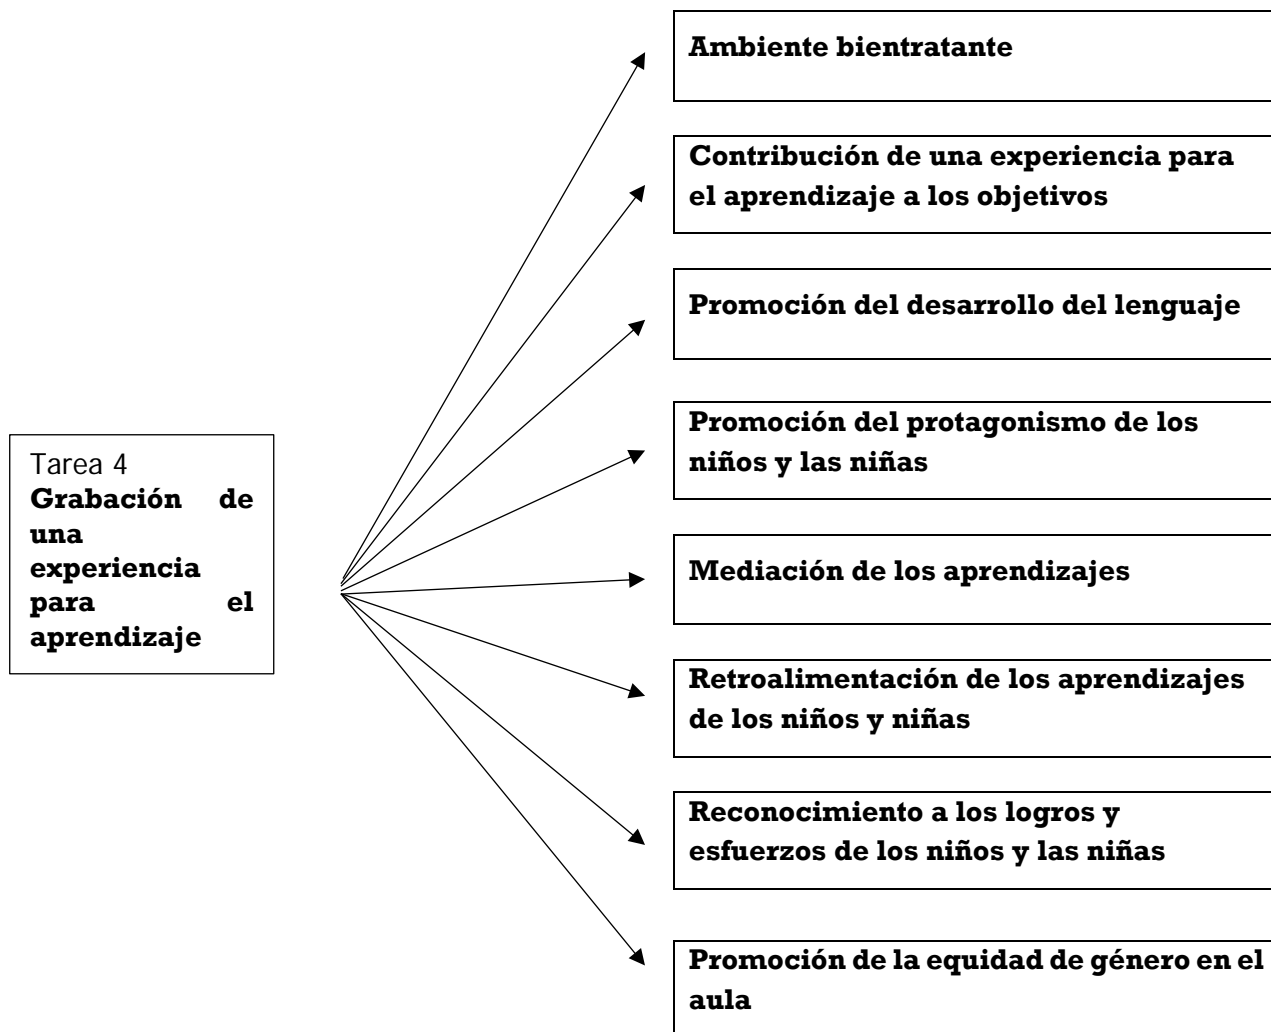 Ambiente bientratante
Contribución de una experiencia para
el aprendizaje a los objetivos
Promoción del desarrollo del lenguaje
Promoción del protagonismo de los
niños y las niñas
Tarea 4
Grabación de
una
experiencia
para el
aprendizaje
Mediación de los aprendizajes
Retroalimentación de los aprendizajes
de los niños y niñas
Reconocimiento a los logros y
esfuerzos de los niños y las niñas
Promoción de la equidad de género en el
aula